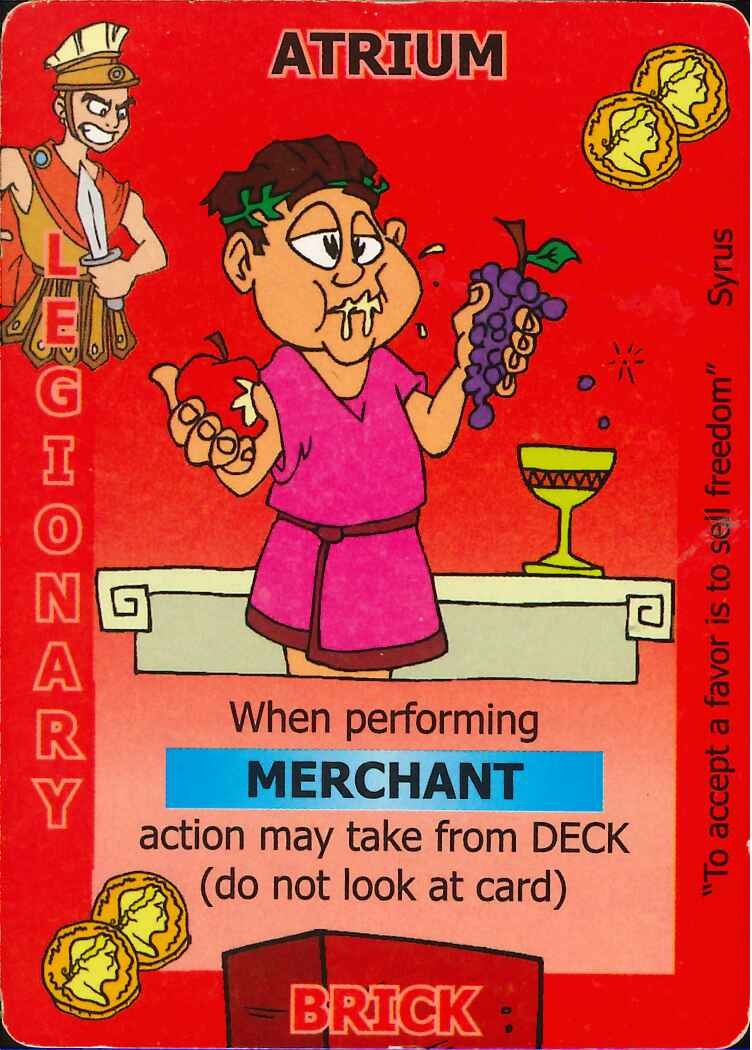 ATRIUM
LEGIONARY
"To accept a favor is to sell freedom" Syrus
When performing
MERCHANT
action may take from DECK
(do not look at card)
BRICK